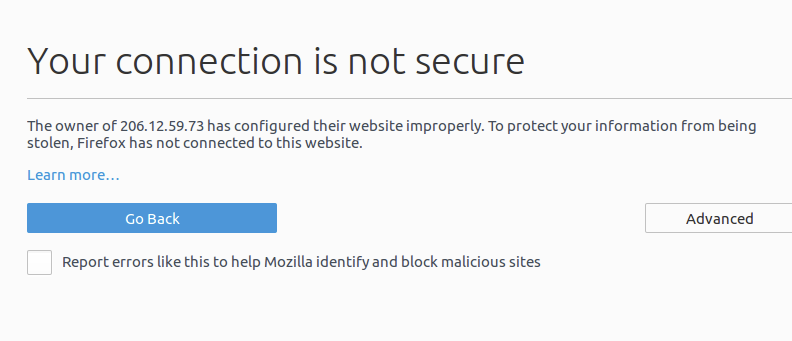 Your connection is not secure
The owner of 206.12.59.73 has configured their website improperly. To protect your information from being
stolen, Firefox has not connected to this website.
Learn more…
Go Back
Advanced
Report errors like this to help Mozilla identify and block malicious sites